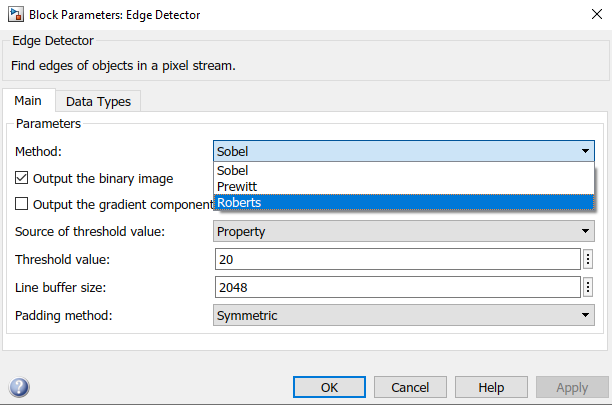 Block Parameters: Edge Detector
Edge Detector
Find edges of objects in a pixel stream.
Main Data Types
Parameters
Method: Sobel
Sobel
Output the binary image
Prewitt
Output the gradient component
Roberts
Source of threshold value: Property
Threshold value: 20
Line buffer size: 2048
Padding method: Symmetric
? OK Cancel Help Apply